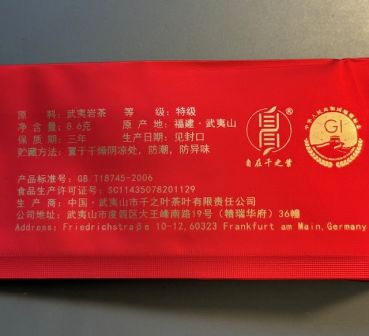 原　　料：武夷岩茶　等　　级：特级
净 含 量：8.6克　原 产 地：福建·武夷山
保 质 期：三年　生产日期：见封口
贮藏方法：置于干燥阴凉处，防潮，防异味
自在千之叶
GI
产品标准号：GB/T18745-2006
食品生产许可证号：SC11435078201129
生 产 商：中国·武夷山市千之叶茶叶有限责任公司
公司地址：武夷山市度假区大王峰南路19号（精瑞华府）36幢
Address: Friedrichstraße 10-12,60323 Frankfurt am Main,Germany